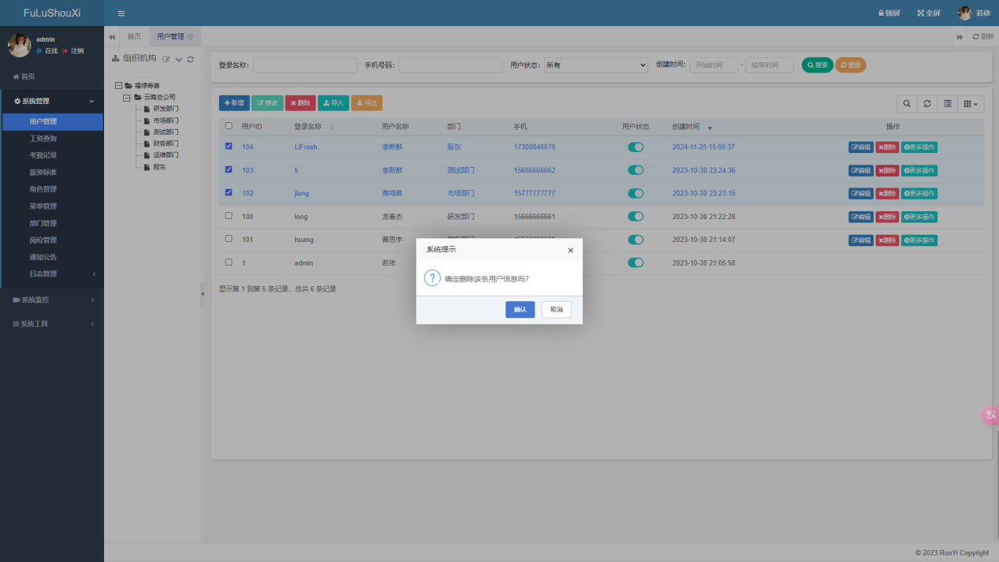 FuLuShouXi
锁屏 全屏 若依
admin
在线 注销
首页
系统管理
用户管理
工资查询
考勤记录
薪资标准
角色管理
菜单管理
部门管理
岗位管理
通知公告
日志管理
系统监控
系统工具
首页 用户管理 刷新
组织机构
福禄寿喜
云南总公司
研发部门
市场部门
测试部门
财务部门
运维部门
股东
登录名称: 手机号码: 用户状态: 所有 创建时间: 开始时间 - 结束时间 搜索 重置
新增 修改 删除 导入 导出
用户ID 登录名称 用户名称 部门 手机 用户状态 创建时间 操作
104 LiFresh 李新鲜 股东 17308846070 2024-11-25 15:06:37 编辑 删除 更多操作
103 li 李新鲜 测试部门 15666666662 2023-10-30 23:24:36 编辑 删除 更多操作
102 jiang 蒋鸿琳 市场部门 15777777777 2023-10-30 23:23:15 编辑 删除 更多操作
100 long 龙春杰 研发部门 15666666661 2023-10-30 21:22:28 编辑 删除 更多操作
101 huang 黄思宇 2023-10-30 21:14:07 编辑 删除 更多操作
1 admin 若依 2023-10-30 21:05:58
显示第 1 到第 6 条记录，总共 6 条记录
系统提示
确定删除该条用户信息吗？
确认 取消
© 2023 RuoYi Copyright